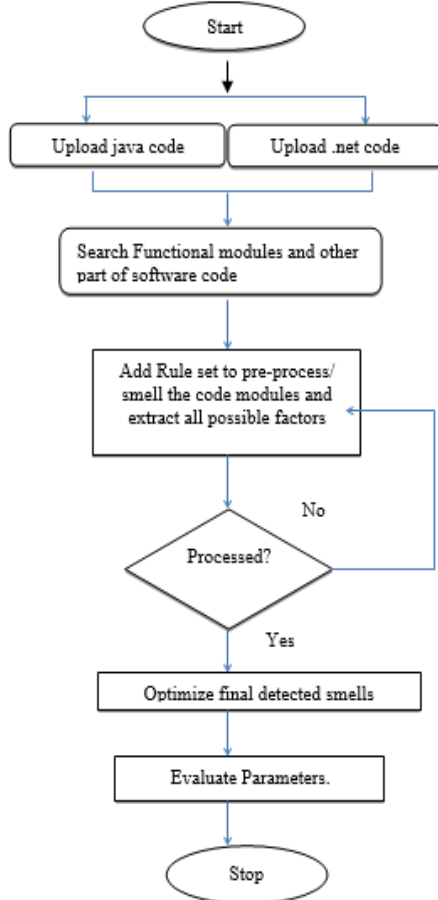 Start
Upload java code
Upload .net code
Search Functional modules and other
part of software code
Add Rule set to pre-process/
smell the code modules and
extract all possible factors
No
Processed?
Yes
Optimize final detected smells
Evaluate Parameters.
Stop